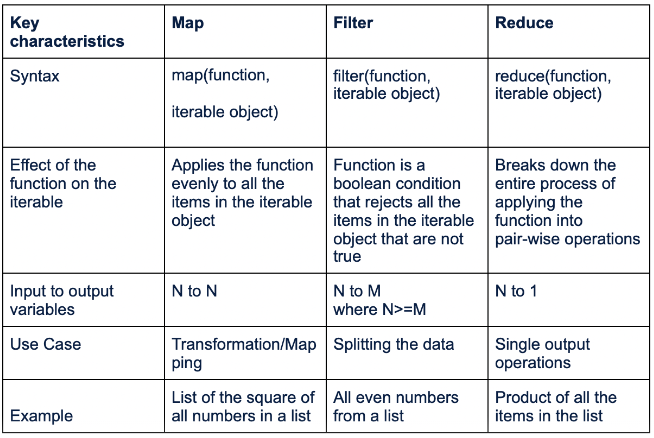 Key
characteristics
Map
Filter
Reduce
Syntax
map(function,
iterable object)
filter(function,
iterable object)
reduce(function,
iterable object)
Effect of the
function on the
iterable
Applies the function
evenly to all the
items in the iterable
object
Function is a
boolean condition
that rejects all the
items in the iterable
object that are not
true
Breaks down the
entire process of
applying the
function into
pair-wise operations
Input to output
variables
N to N
N to M
where N>=M
N to 1
Use Case
Transformation/Map
ping
Splitting the data
Single output
operations
Example
List of the square of
all numbers in a list
All even numbers
from a list
Product of all the
items in the list